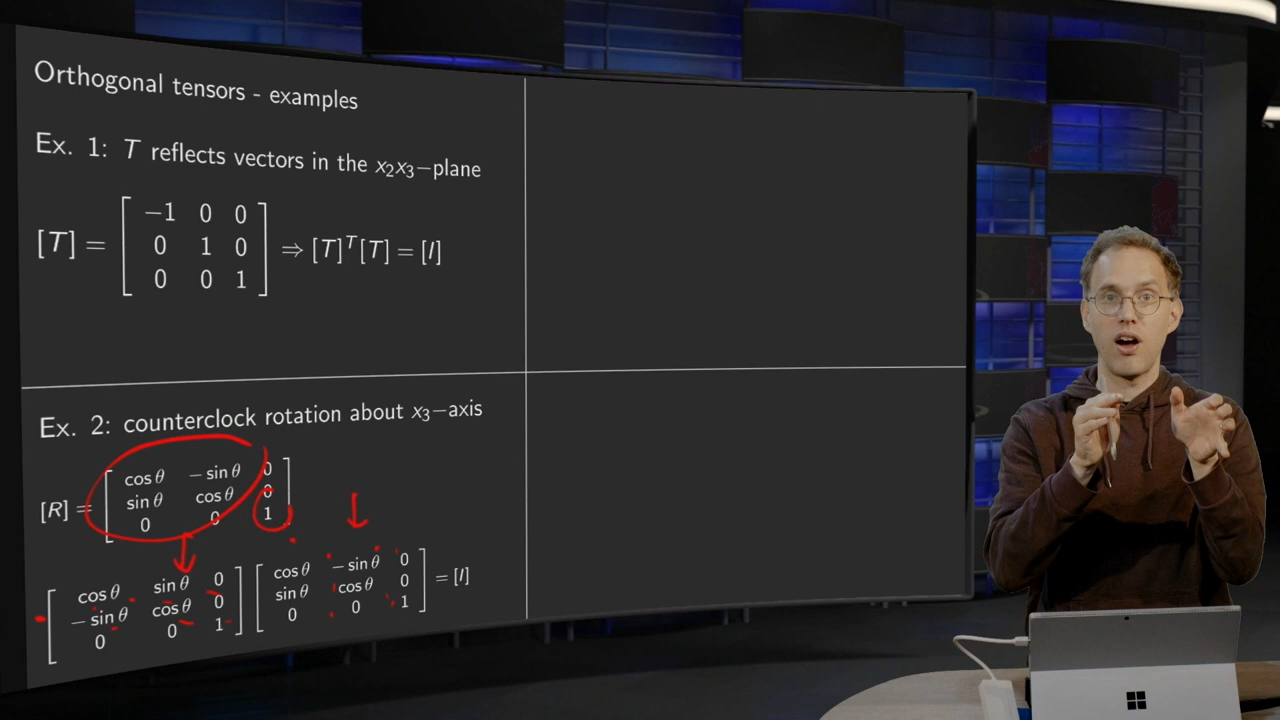 Orthogonal tensors - examples
Ex. 1: T reflects vectors in the x₂x₃−plane
[T] = [ −1 0 0
0 1 0
0 0 1 ] ⇒ [T]ᵀ[T] = [I]
Ex. 2: counterclock rotation about x₃−axis
[R] = [ cos θ − sin θ 0
sin θ cos θ 0
0 0 1 ]
[ cos θ sin θ 0
− sin θ cos θ 0
0 0 1 ] [ cos θ − sin θ 0
sin θ cos θ 0
0 0 1 ] = [I]